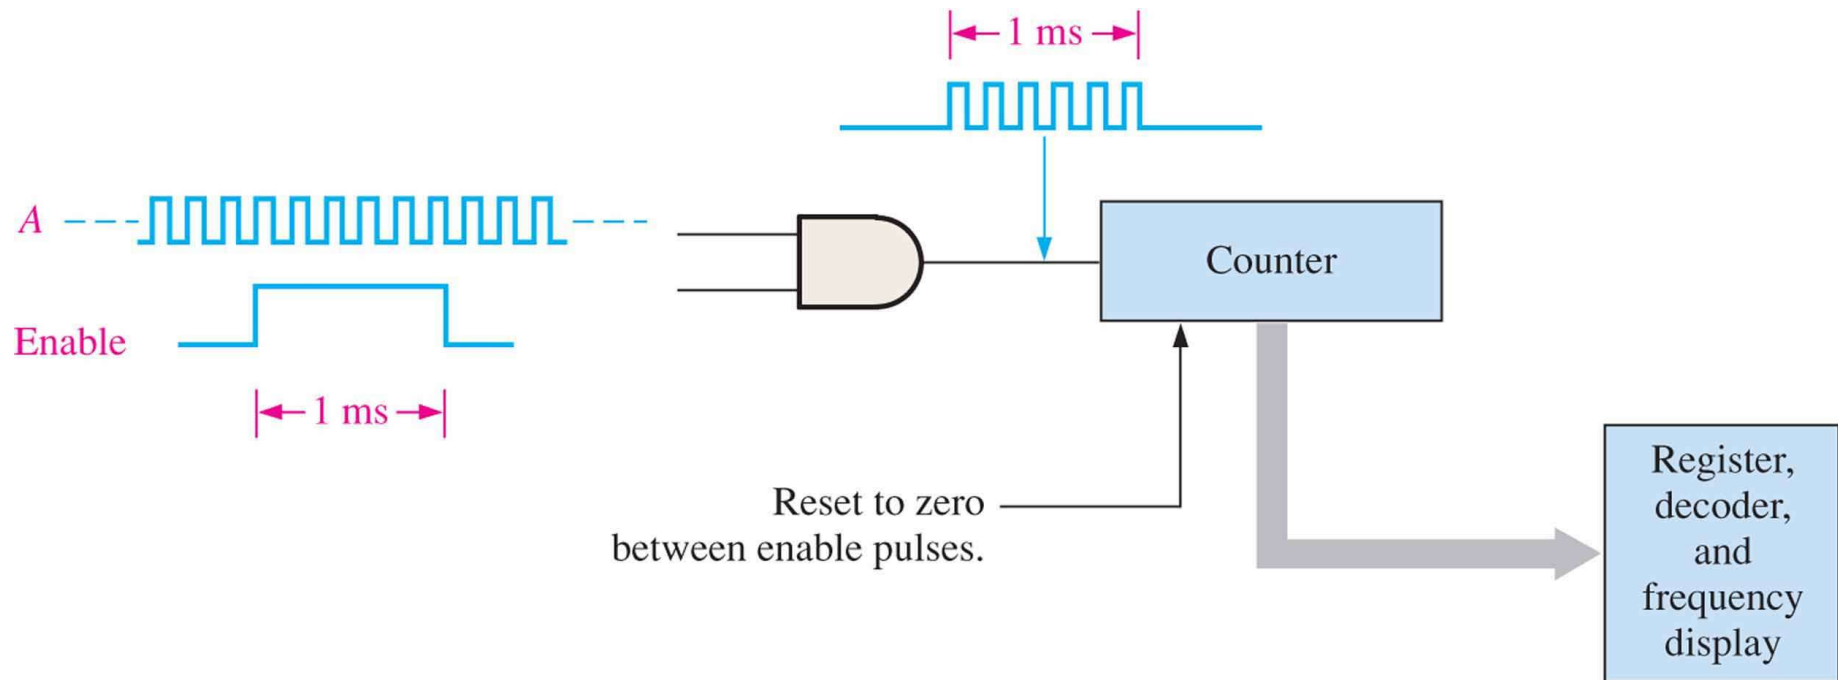 1 ms
A
Enable
1 ms
Counter
Reset to zero
between enable pulses.
Register,
decoder,
and
frequency
display